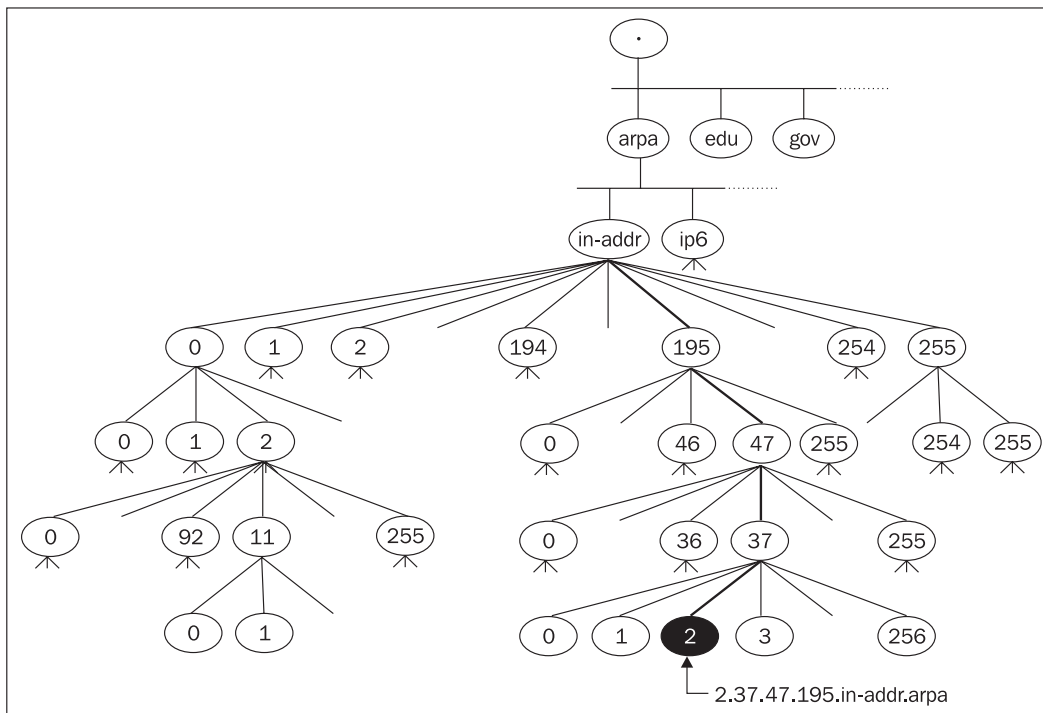 .
arpa edu gov
in-addr ip6
0 1 2 194 195 254 255
0 1 2 0 46 47 255 254 255
0 92 11 255 0 36 37 255
0 1 0 1 2 3 256
2.37.47.195.in-addr.arpa